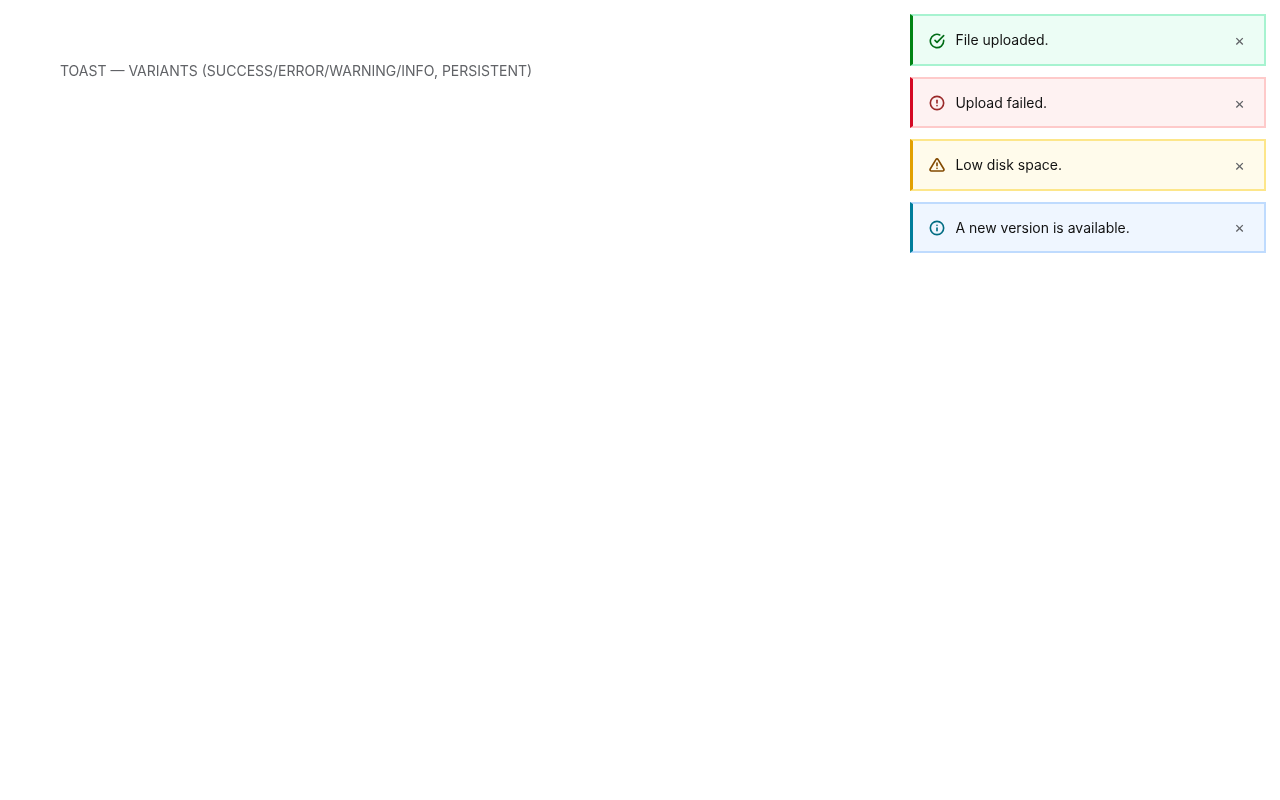 TOAST — VARIANTS (SUCCESS/ERROR/WARNING/INFO, PERSISTENT)
File uploaded. ×
Upload failed. ×
Low disk space. ×
A new version is available. ×